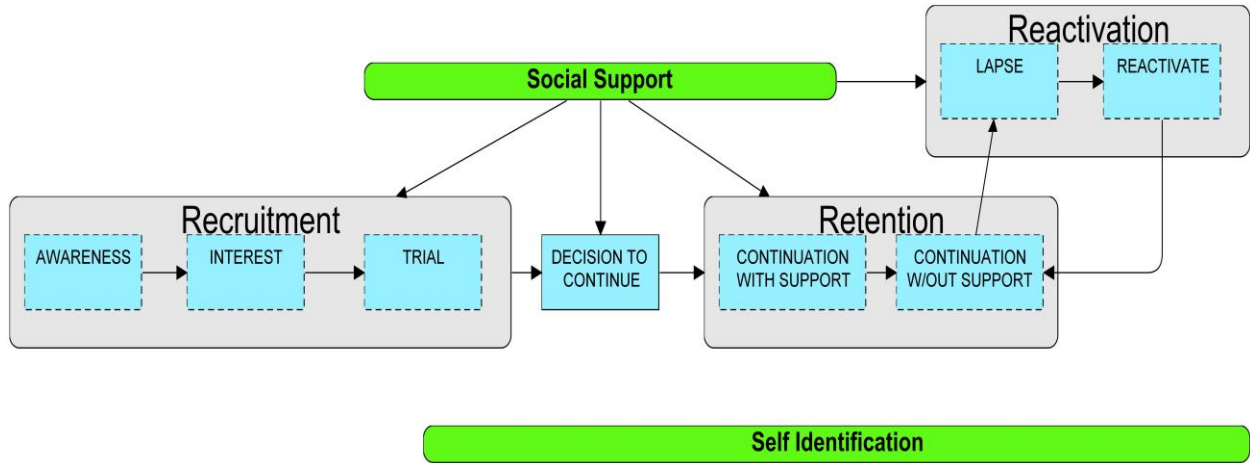 Reactivation
LAPSE
REACTIVATE
Social Support
Recruitment
AWARENESS
INTEREST
TRIAL
DECISION TO
CONTINUE
Retention
CONTINUATION
WITH SUPPORT
CONTINUATION
W/OUT SUPPORT
Self Identification